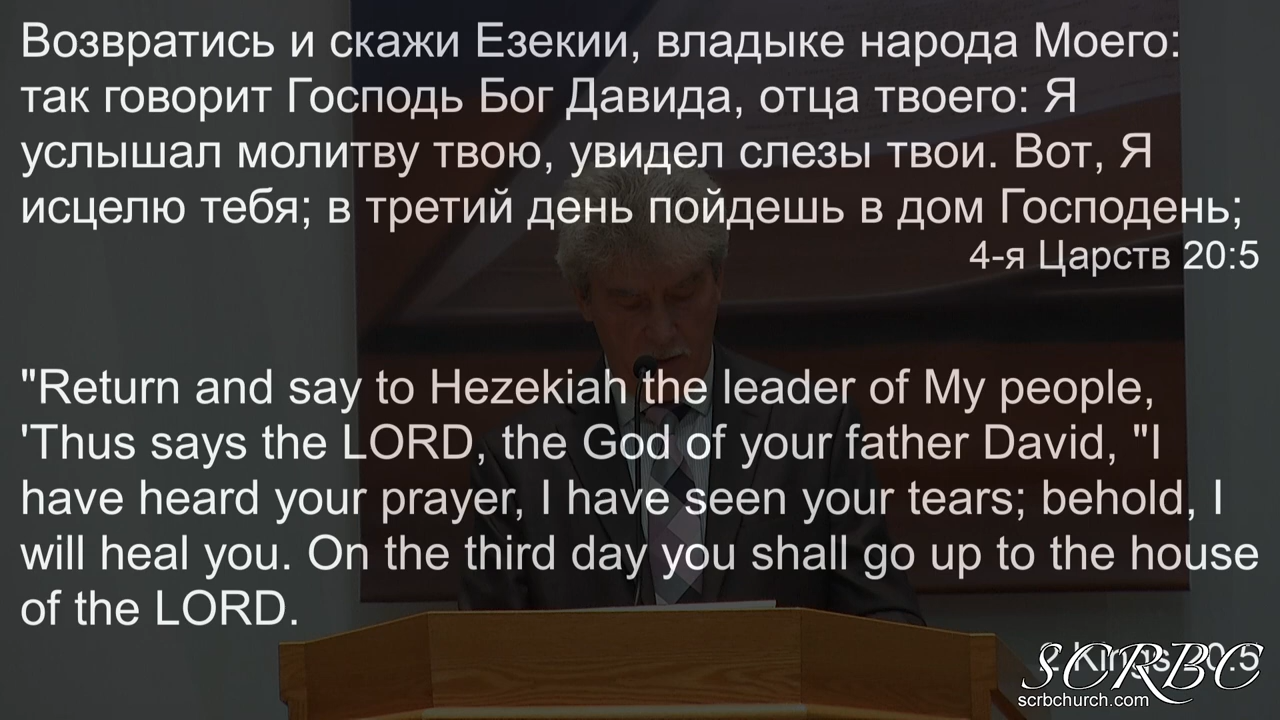 Возвратись и скажи Езекии, владыке народа Моего:
так говорит Господь Бог Давида, отца твоего: Я
услышал молитву твою, увидел слезы твои. Вот, Я
исцелю тебя; в третий день пойдешь в дом Господень;
4-я Царств 20:5
"Return and say to Hezekiah the leader of My people,
'Thus says the LORD, the God of your father David, "I
have heard your prayer, I have seen your tears; behold, I
will heal you. On the third day you shall go up to the house
of the LORD.
2 Kings 20:5
SCRBC
scrbchurch.com